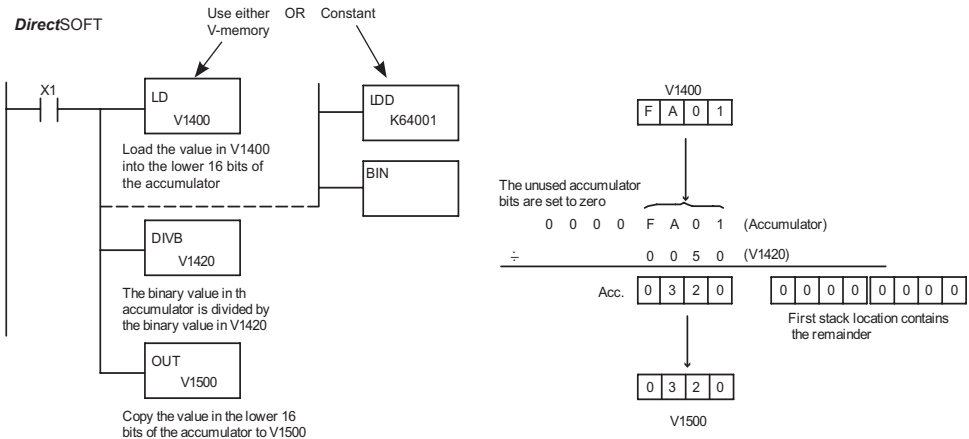 DirectSOFT
Use either OR Constant
V-memory
X1
LD
V1400
Load the value in V1400
into the lower 16 bits of
the accumulator
LDD
K64001
BIN
DIVB
V1420
The binary value in th
accumulator is divided by
the binary value in V1420
OUT
V1500
Copy the value in the lower 16
bits of the accumulator to V1500
V1400
F A 0 1
The unused accumulator
bits are set to zero
0 0 0 0 F A 0 1 (Accumulator)
÷ 0 0 5 0 (V1420)
Acc. 0 3 2 0 0 0 0 0 0 0 0 0
First stack location contains
the remainder
0 3 2 0
V1500